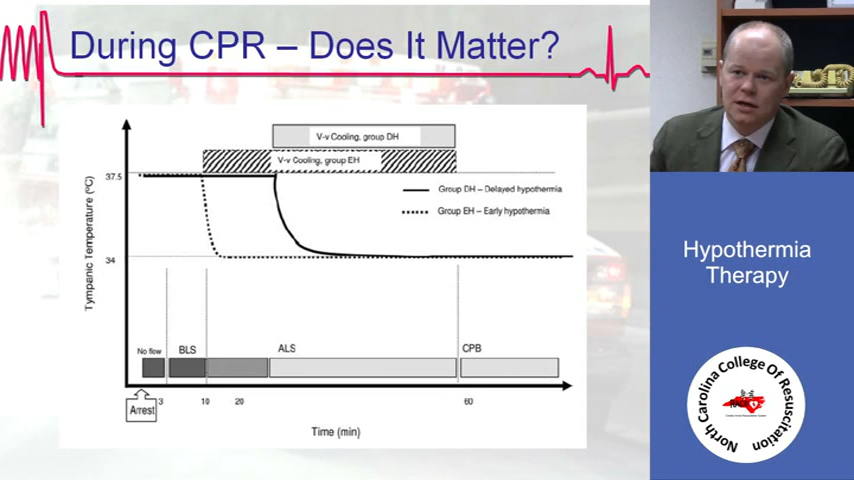 During CPR – Does It Matter?
V-v Cooling, group DH
V-v Cooling, group EH
37.5
Group DH – Delayed hypothermia
Group EH – Early hypothermia
Tympanic Temperature (ºC)
34
No flow
BLS
ALS
CPB
Arrest
3
10
20
60
Time (min)
Hypothermia
Therapy
North Carolina College Of Resuscitation